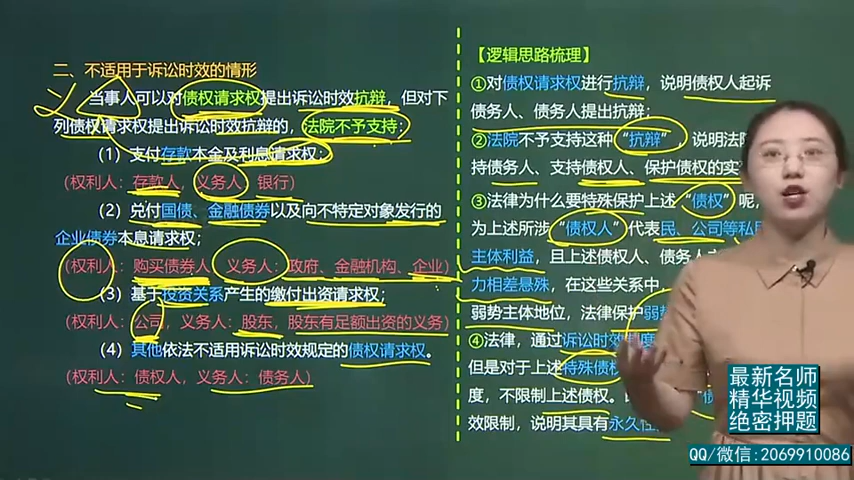 二、不适用于诉讼时效的情形
当事人可以对债权请求权提出诉讼时效抗辩，但对下
列债权请求权提出诉讼时效抗辩的，法院不予支持：
（1）支付存款本金及利息请求权；
（权利人：存款人，义务人：银行）
（2）兑付国债、金融债券以及向不特定对象发行的
企业债券本息请求权；
（权利人：购买债券人，义务人：政府、金融机构、企业）
（3）基于投资关系产生的缴付出资请求权；
（权利人：公司，义务人：股东，股东有足额出资的义务）
（4）其他依法不适用诉讼时效规定的债权请求权。
（权利人：债权人，义务人：债务人）
【逻辑思路梳理】
①对债权请求权进行抗辩，说明债权人起诉
债务人、债务人提出抗辩；
②法院不予支持这种“抗辩”，说明法
持债务人、支持债权人、保护债权的实
③法律为什么要特殊保护上述“债权”呢，
为上述所涉“债权人”代表民、公司等私
主体利益，且上述债权人、债务人
力相差悬殊，在这些关系中，
弱势主体地位，法律保护弱
④法律，通过诉讼时效制度
但是对于上述特殊债权
度，不限制上述债权。
效限制，说明其具有永久性
最新名师
精华视频
绝密押题
QQ/微信:2069910086